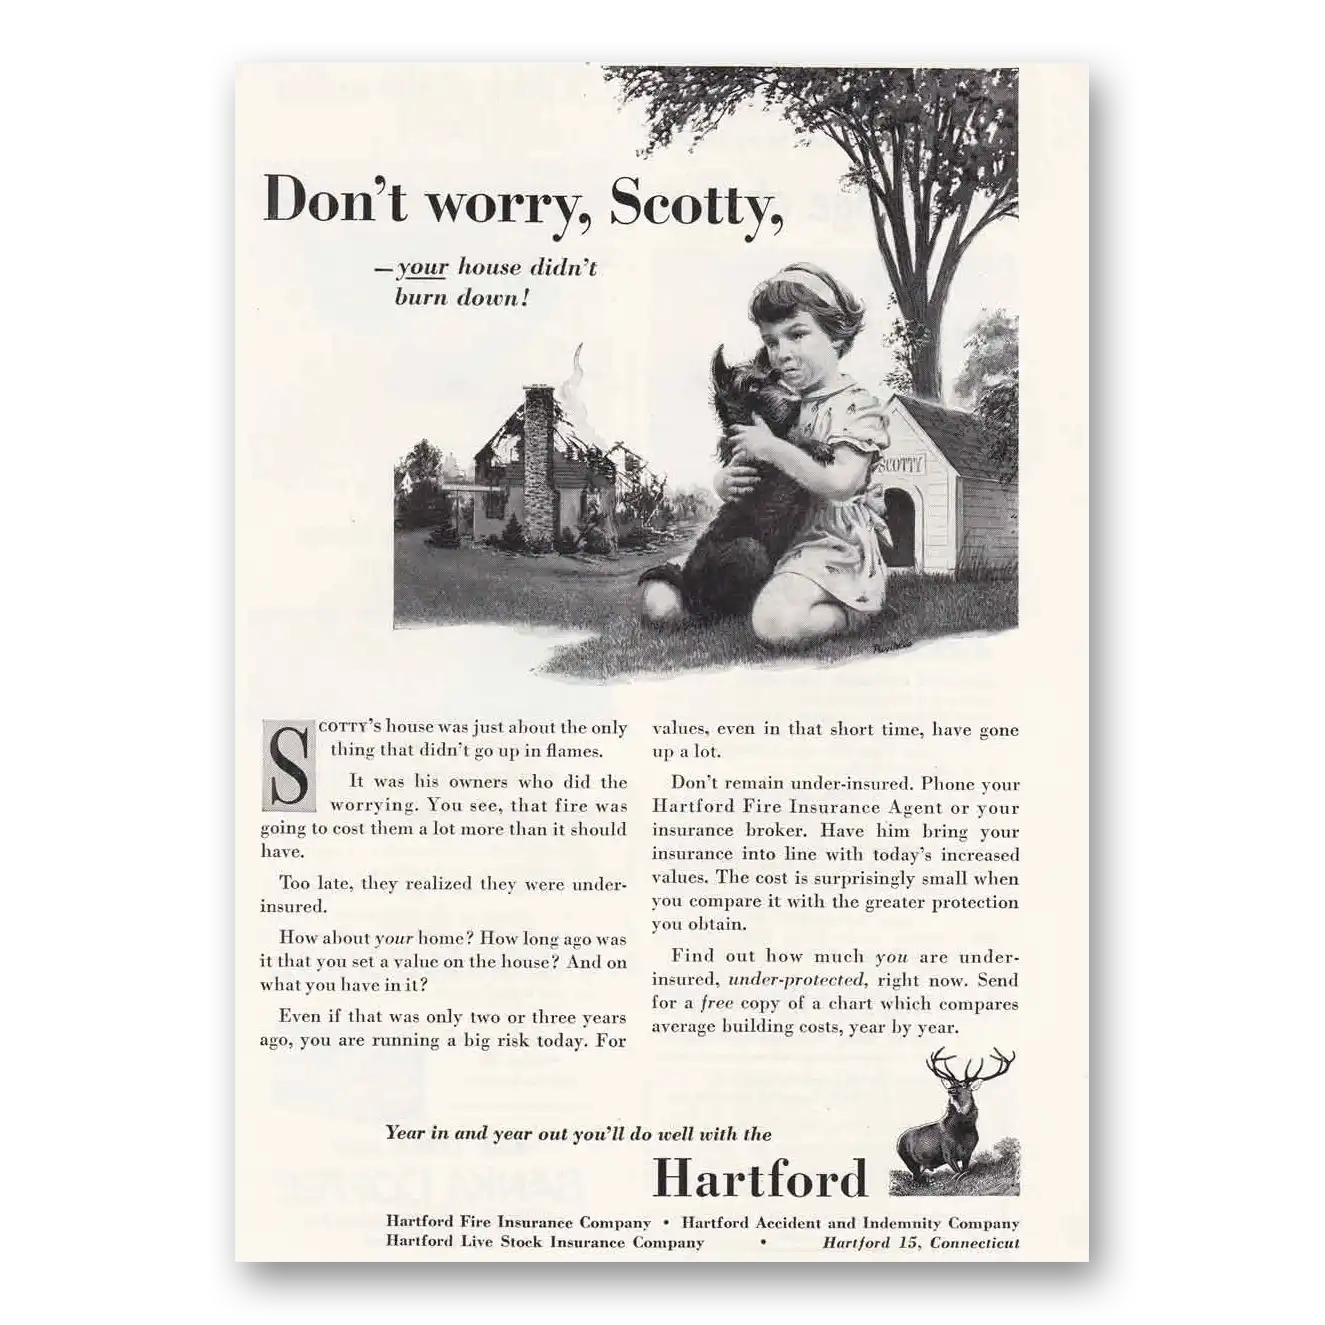 Don't worry, Scotty,
—your house didn't
burn down!
SCOTTY
SCOTTY'S house was just about the only
thing that didn't go up in flames.
It was his owners who did the
worrying. You see, that fire was
going to cost them a lot more than it should
have.
Too late, they realized they were under-
insured.
How about your home? How long ago was
it that you set a value on the house? And on
what you have in it?
Even if that was only two or three years
ago, you are running a big risk today. For
values, even in that short time, have gone
up a lot.
Don't remain under-insured. Phone your
Hartford Fire Insurance Agent or your
insurance broker. Have him bring your
insurance into line with today's increased
values. The cost is surprisingly small when
you compare it with the greater protection
you obtain.
Find out how much you are under-
insured, under-protected, right now. Send
for a free copy of a chart which compares
average building costs, year by year.
Year in and year out you'll do well with the
Hartford
Hartford Fire Insurance Company • Hartford Accident and Indemnity Company
Hartford Live Stock Insurance Company • Hartford 15, Connecticut